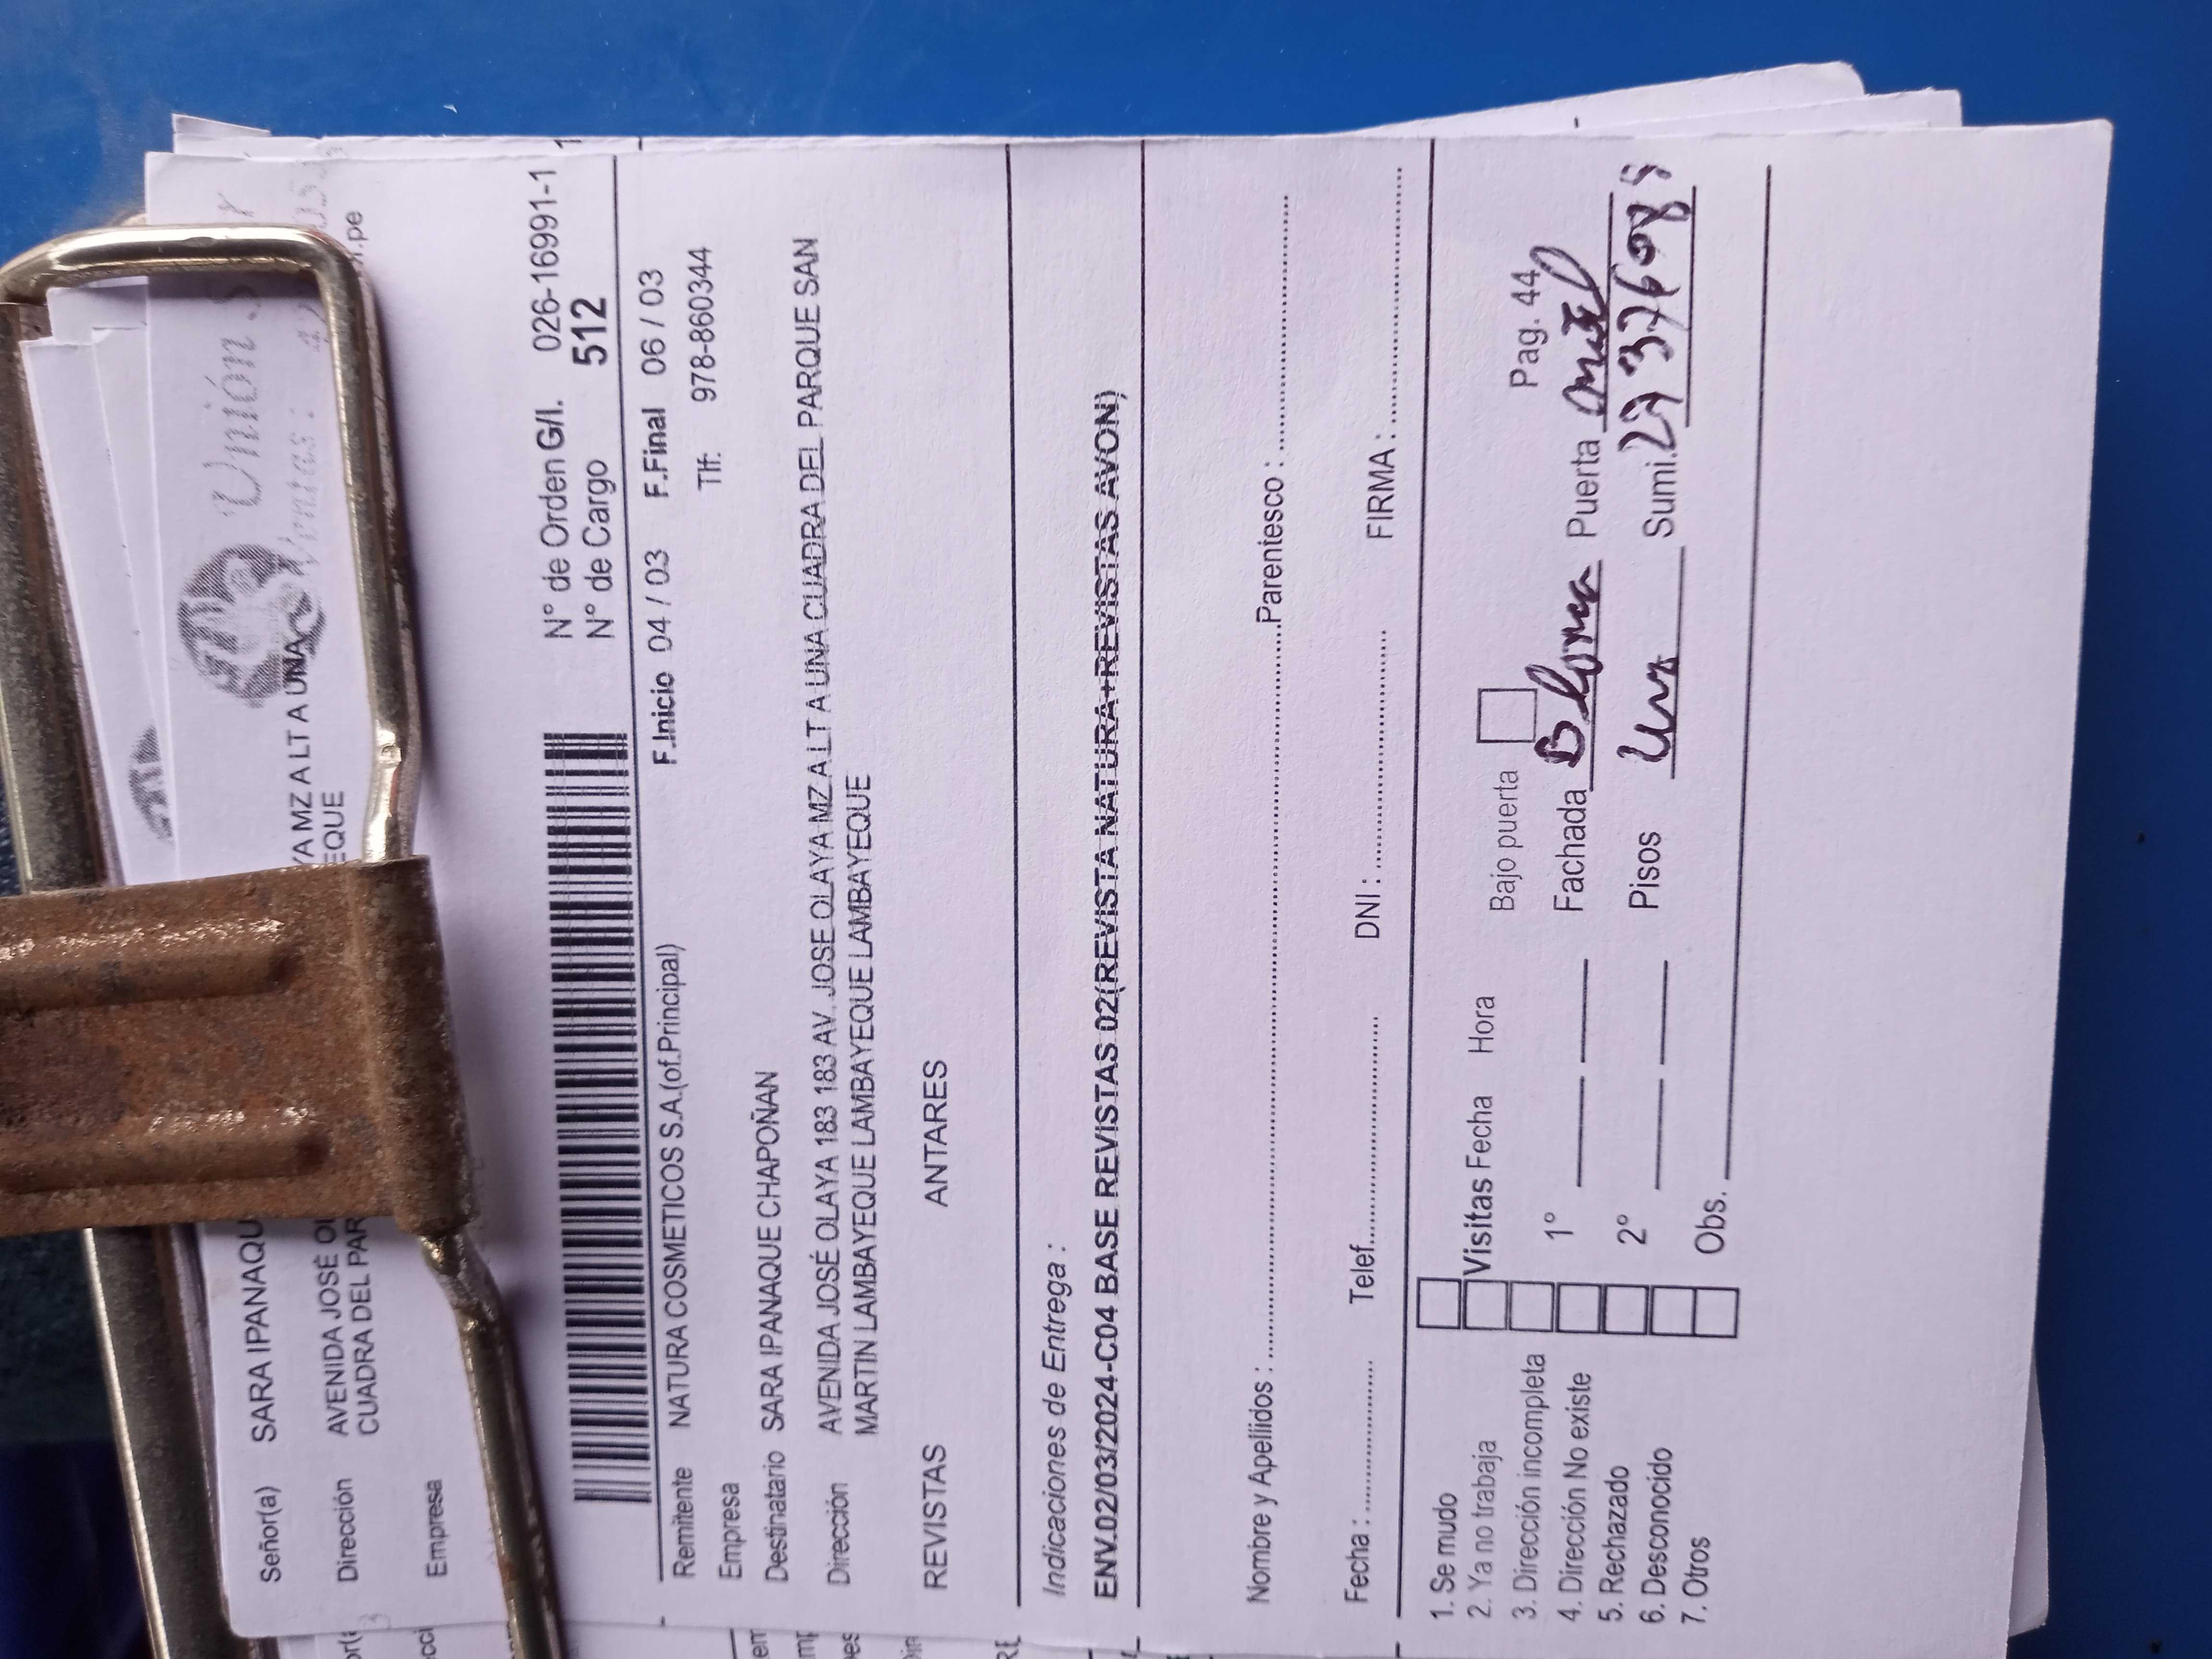 Unión Star
Ventas :
.pe
Señor(a) SARA IPANAQU
Dirección AVENIDA JOSÉ OL YA MZ A LT A UNA
CUADRA DEL PAR EQUE
Empresa
N° de Orden G/I. 026-16991-1
N° de Cargo 512
Remitente NATURA COSMETICOS S.A.(of.Principal) F.Inicio 04 / 03 F.Final 06 / 03
Empresa Tlf. 978-860344
Destinatario SARA IPANAQUE CHAPOÑAN
Dirección AVENIDA JOSÉ OLAYA 183 183 AV. JOSE OLAYA MZ A LT A UNA CUADRA DEL PARQUE SAN
MARTIN LAMBAYEQUE LAMBAYEQUE LAMBAYEQUE
REVISTAS ANTARES
Indicaciones de Entrega :
ENV.02/03/2024-C04 BASE REVISTAS 02(REVISTA NATURA+REVISTAS AVON)
Nombre y Apellidos : Parentesco :
Fecha : Telef. DNI : FIRMA :
1. Se mudo
2. Ya no trabaja
3. Dirección incompleta
4. Dirección No existe
5. Rechazado
6. Desconocido
7. Otros
Visitas Fecha Hora
1°
2°
Obs.
Bajo puerta Pag. 44
Fachada Puerta
Pisos Sumi.